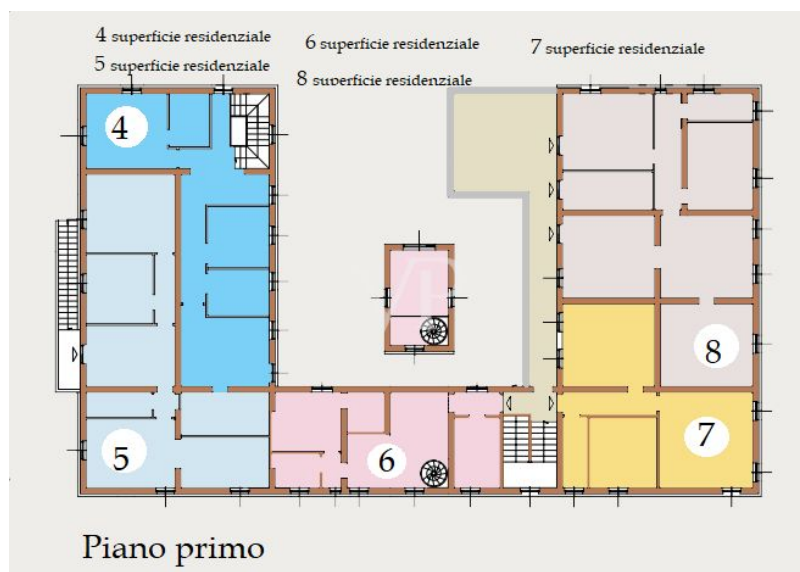 4 superficie residenziale
5 superficie residenziale
6 superficie residenziale
8 superficie residenziale
7 superficie residenziale
4
5
6
7
8
Piano primo